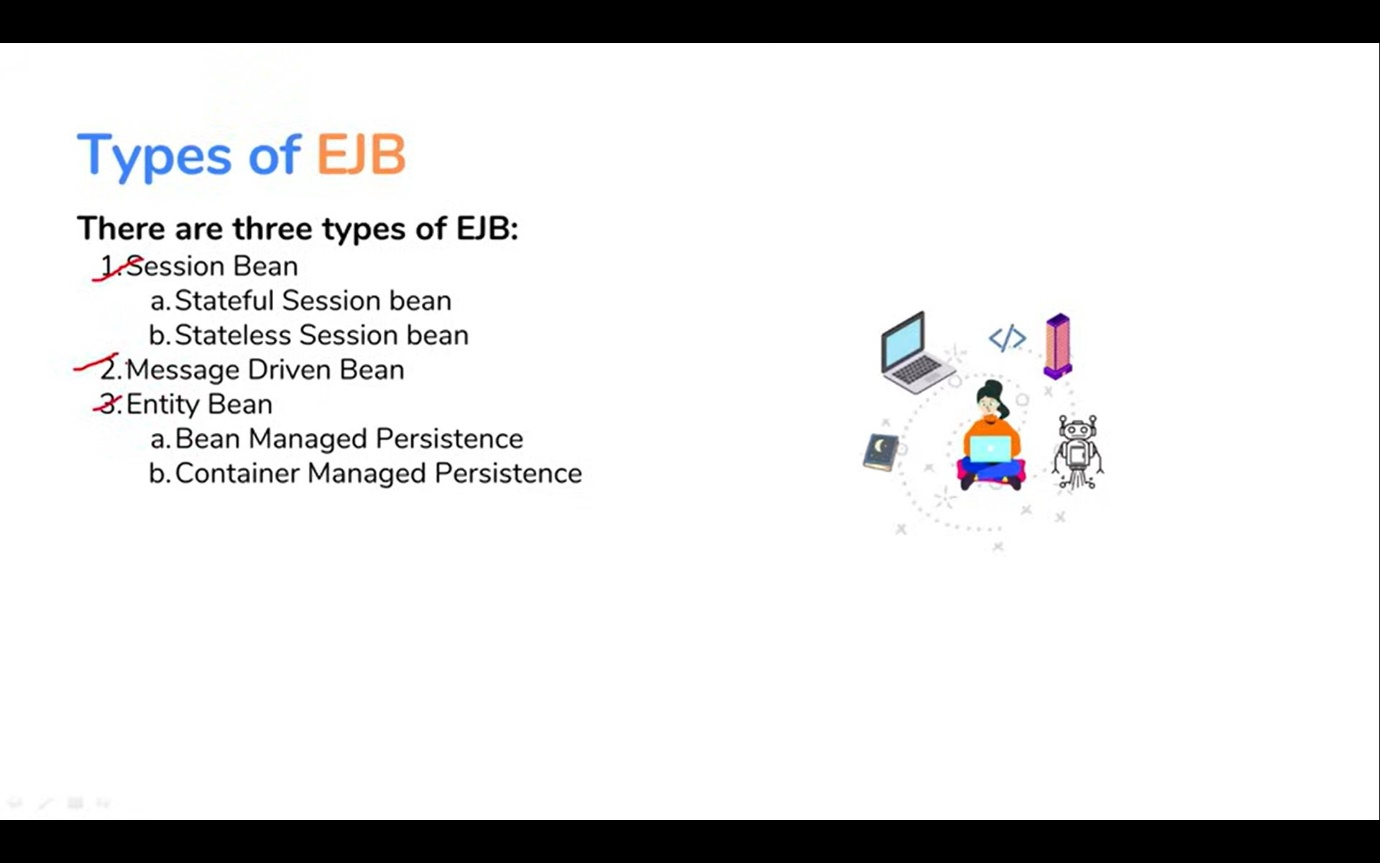 Types of EJB
There are three types of EJB:
1. Session Bean
a. Stateful Session bean
b. Stateless Session bean
2. Message Driven Bean
3. Entity Bean
a. Bean Managed Persistence
b. Container Managed Persistence